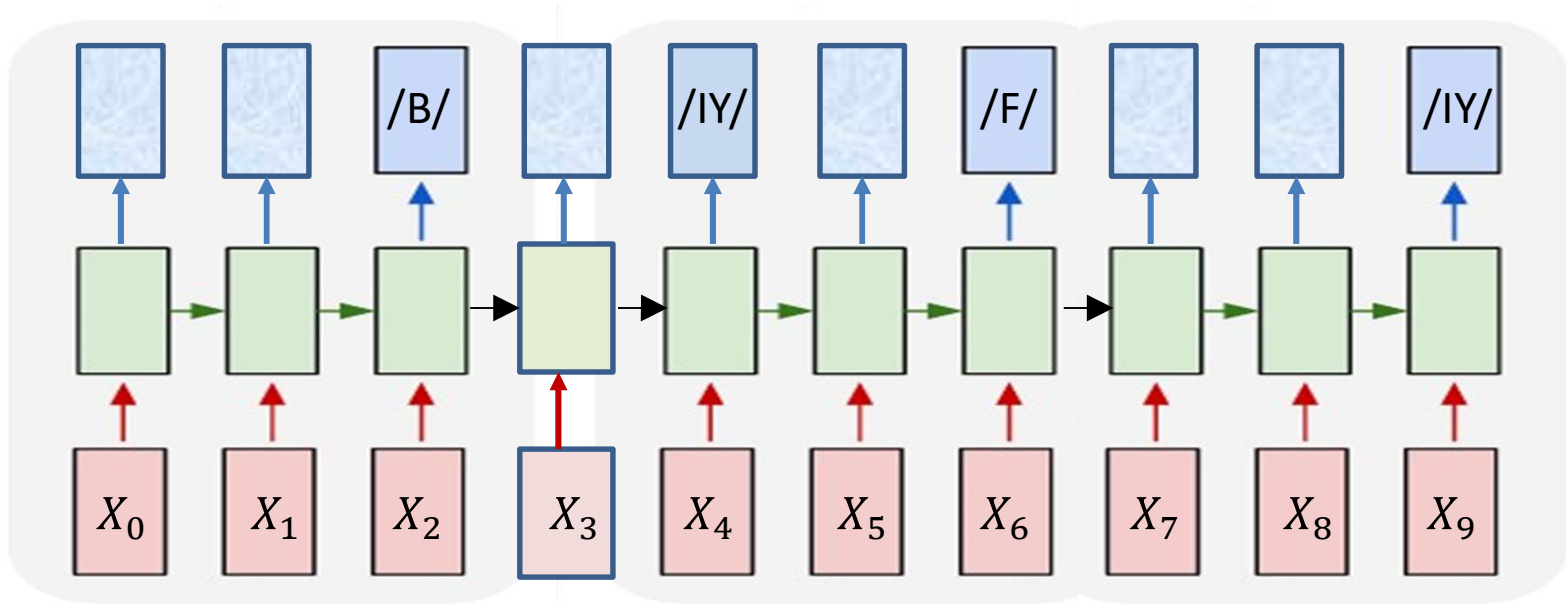 /B/ /IY/ /F/ /IY/
X₀ X₁ X₂ X₃ X₄ X₅ X₆ X₇ X₈ X₉